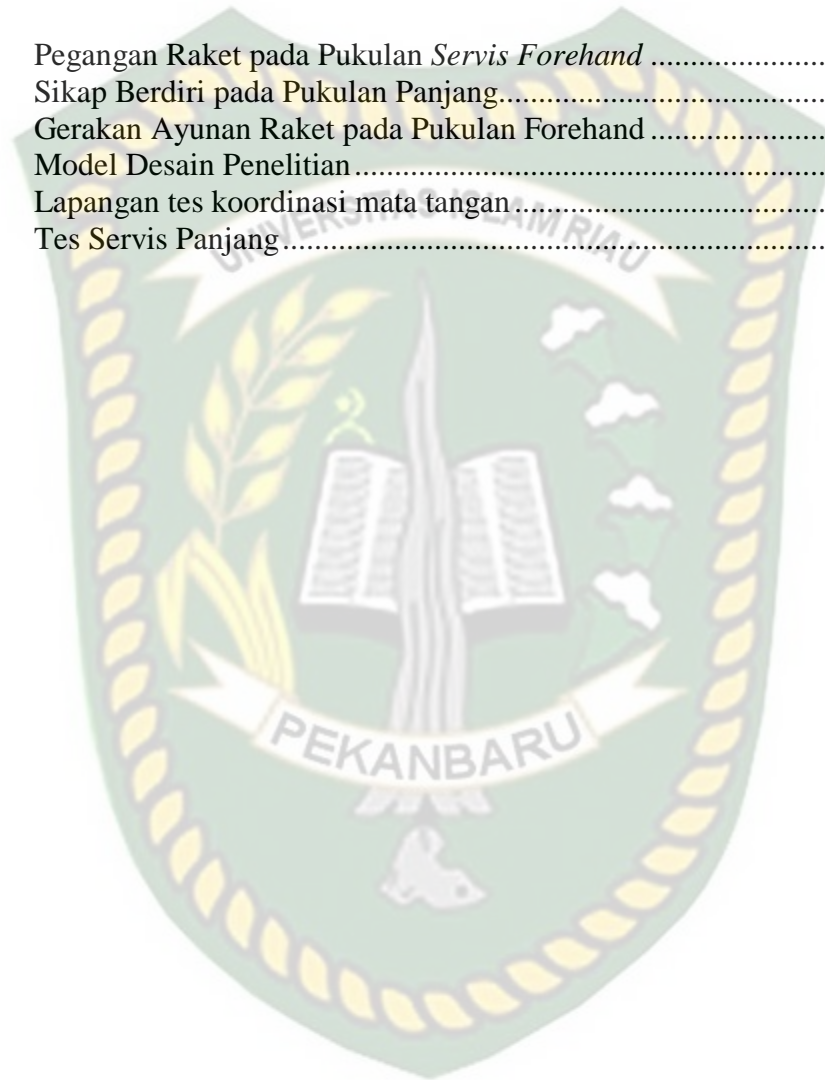 Pegangan Raket pada Pukulan Servis Forehand ......................
Sikap Berdiri pada Pukulan Panjang.........................................
Gerakan Ayunan Raket pada Pukulan Forehand ......................
Model Desain Penelitian ...........................................................
Lapangan tes koordinasi mata tangan.......................................
Tes Servis Panjang....................................................................
UNIVERSITAS ISLAM RIAU
PEKANBARU